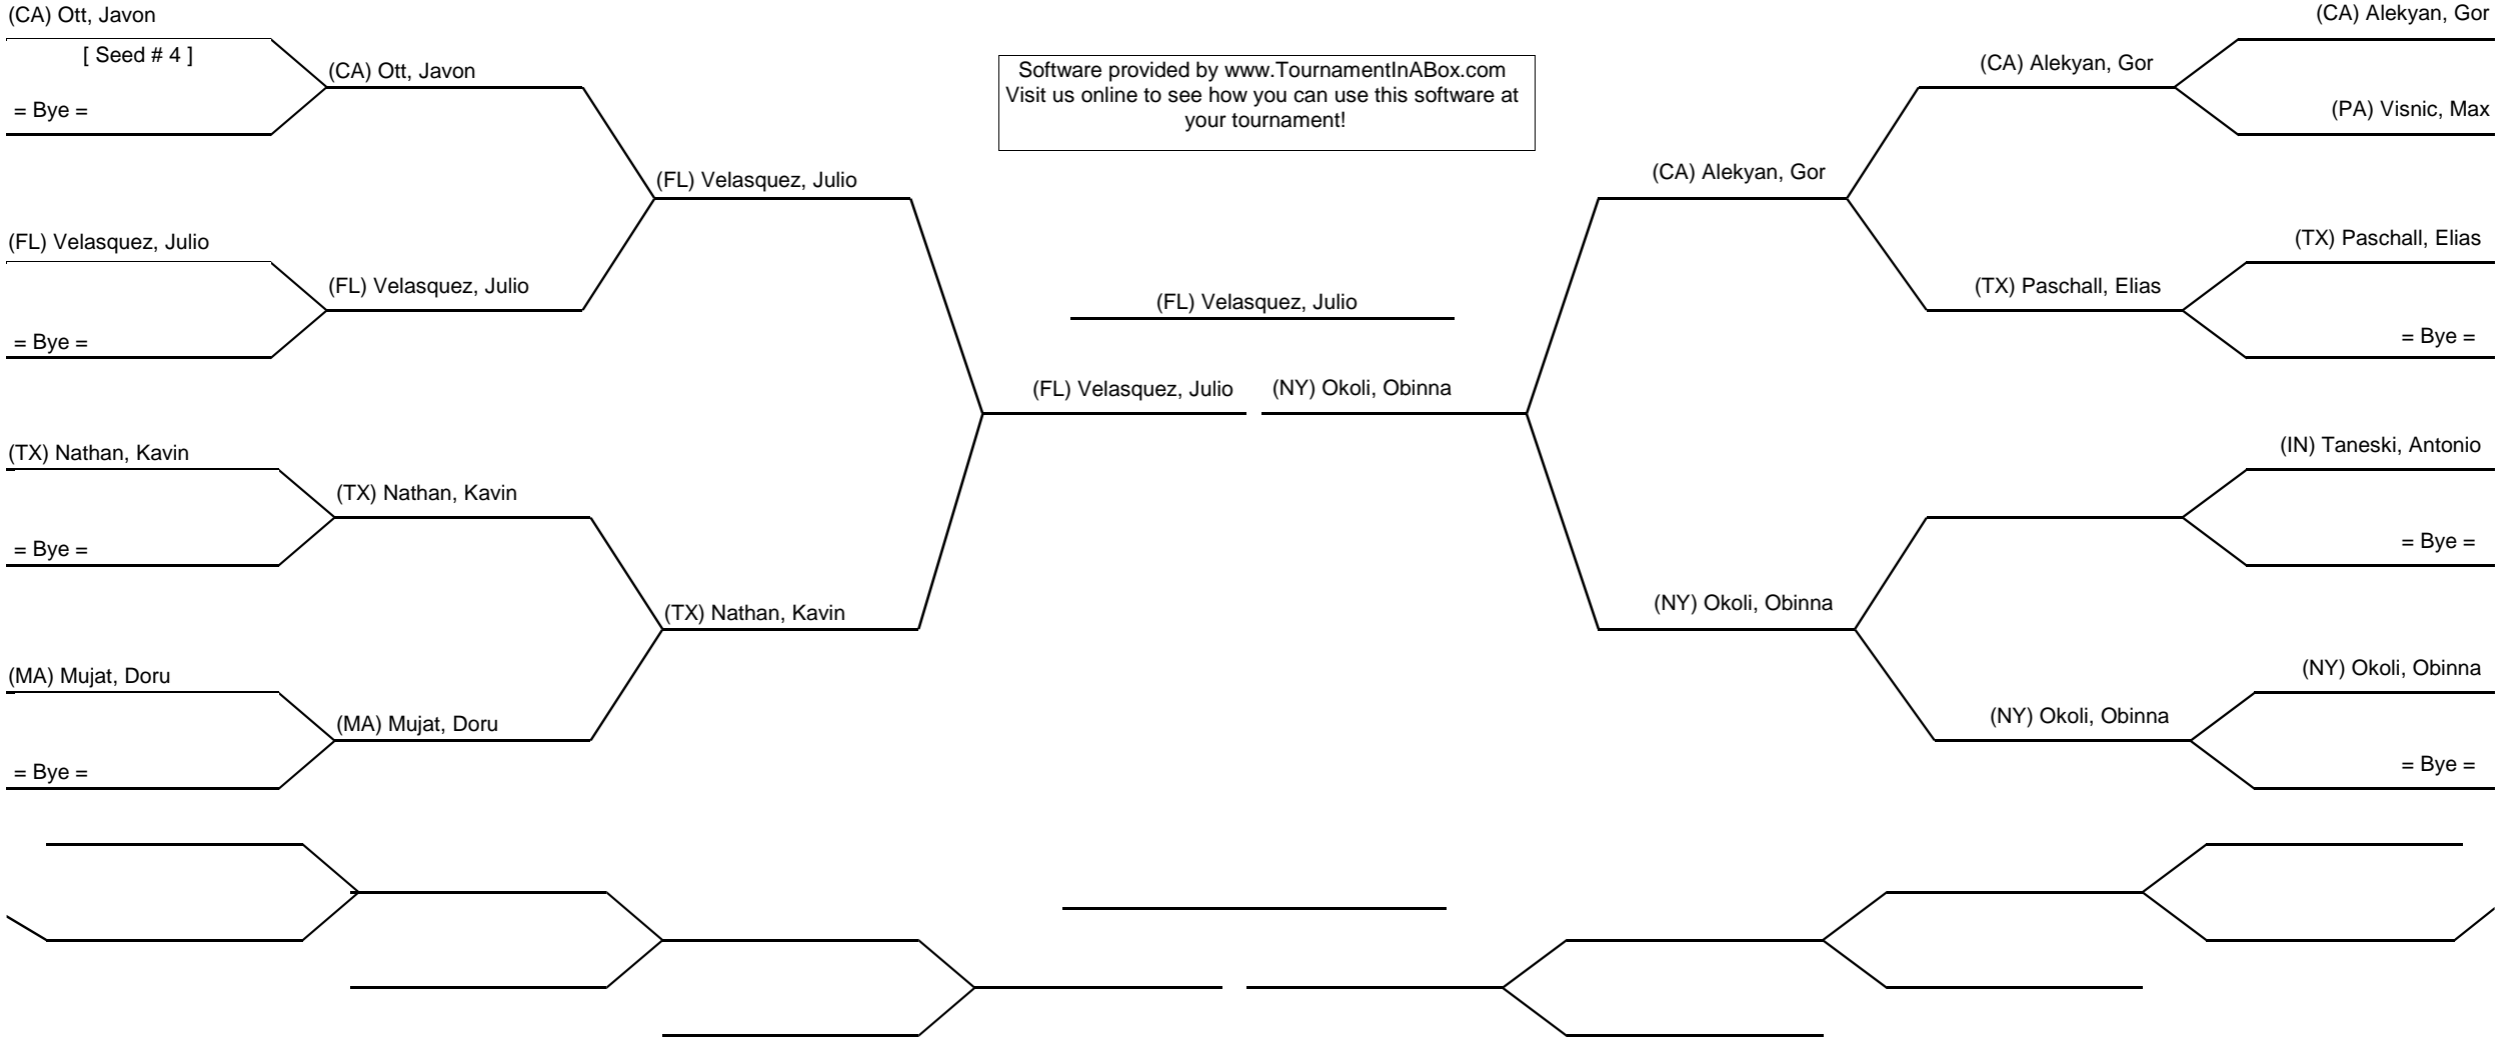 (CA) Ott, Javon
[ Seed # 4 ]
= Bye =
(CA) Ott, Javon
(FL) Velasquez, Julio
= Bye =
(FL) Velasquez, Julio
(FL) Velasquez, Julio
(TX) Nathan, Kavin
= Bye =
(TX) Nathan, Kavin
(MA) Mujat, Doru
= Bye =
(MA) Mujat, Doru
(TX) Nathan, Kavin
Software provided by www.TournamentInABox.com
Visit us online to see how you can use this software at
your tournament!
(FL) Velasquez, Julio
(FL) Velasquez, Julio
(NY) Okoli, Obinna
(CA) Alekyan, Gor
(NY) Okoli, Obinna
(CA) Alekyan, Gor
(TX) Paschall, Elias
(NY) Okoli, Obinna
(CA) Alekyan, Gor
(PA) Visnic, Max
(TX) Paschall, Elias
= Bye =
(IN) Taneski, Antonio
= Bye =
(NY) Okoli, Obinna
= Bye =